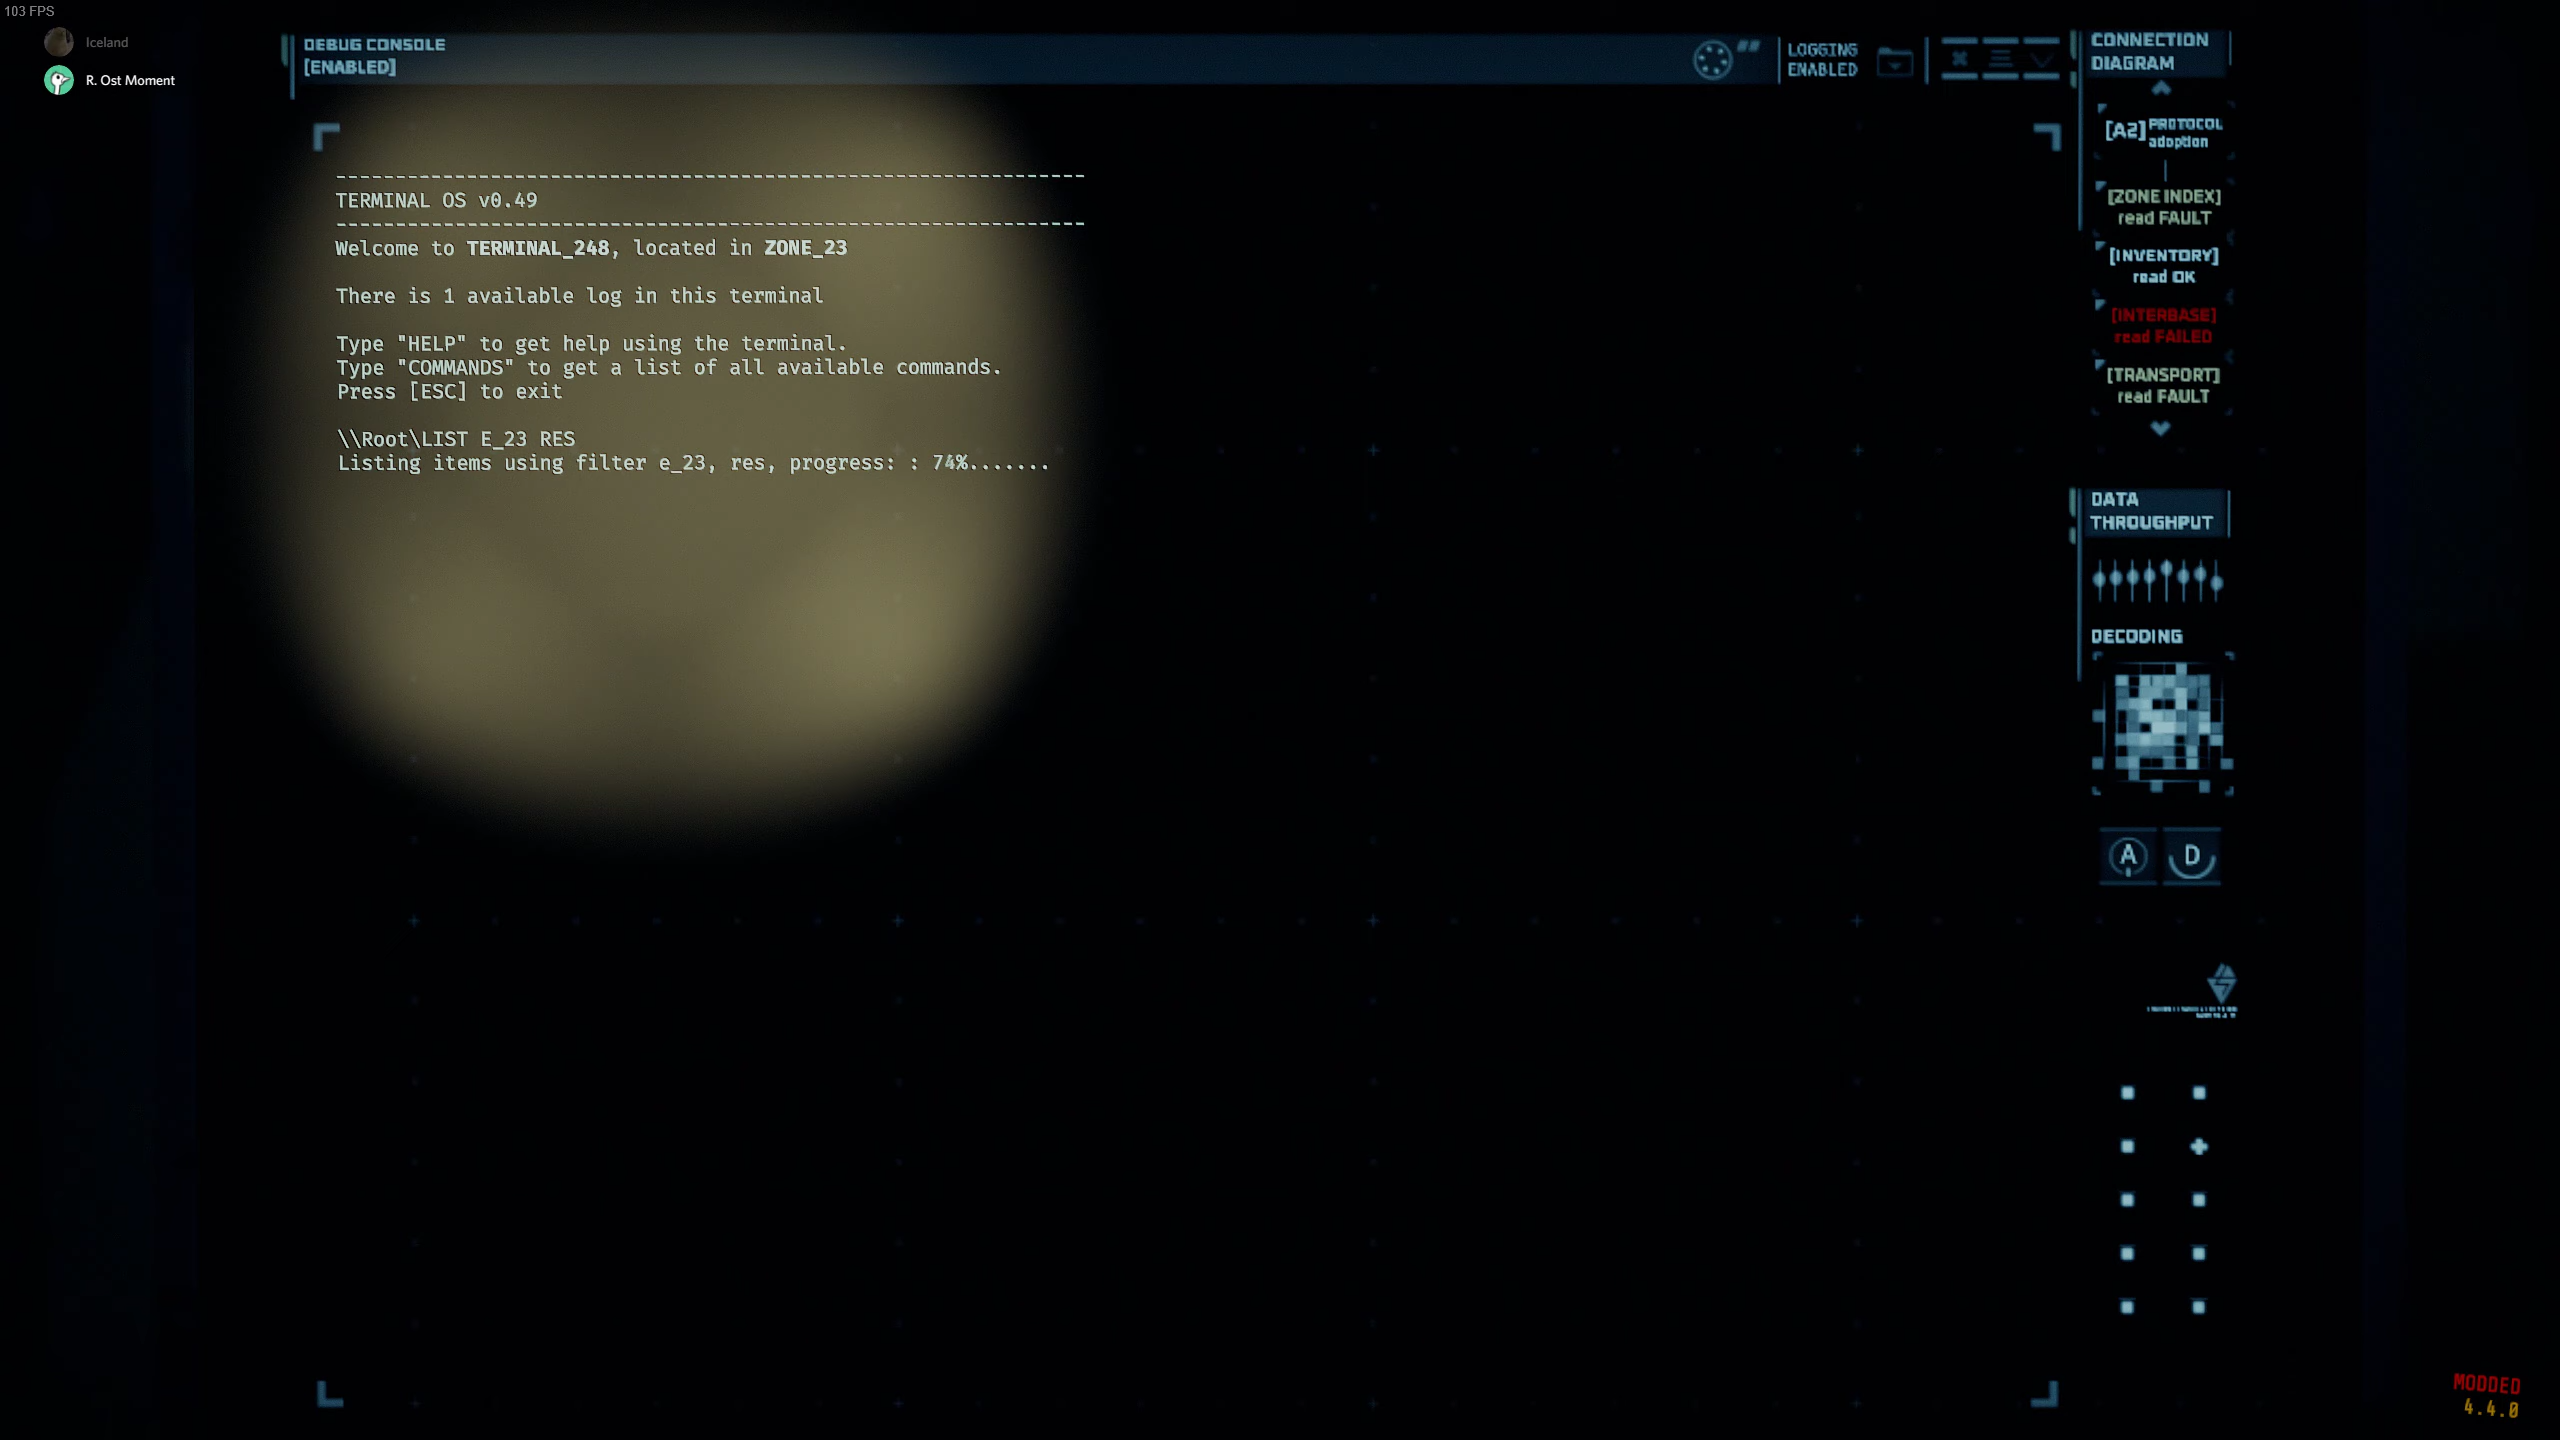 103 FPS
Iceland
R. Ost Moment
DEBUG CONSOLE
[ENABLED]
LOGGING
ENABLED
------------------------------------------------------------
TERMINAL OS v0.49
------------------------------------------------------------
Welcome to TERMINAL_248, located in ZONE_23
There is 1 available log in this terminal
Type "HELP" to get help using the terminal.
Type "COMMANDS" to get a list of all available commands.
Press [ESC] to exit
\\Root\LIST E_23 RES
Listing items using filter e_23, res, progress: : 74%.......
CONNECTION
DIAGRAM
[A2] PROTOCOL
adoption
[ZONE INDEX]
read FAULT
[INVENTORY]
read OK
[INTERBASE]
read FAILED
[TRANSPORT]
read FAULT
DATA
THROUGHPUT
DECODING
A D
MODDED
4.4.0